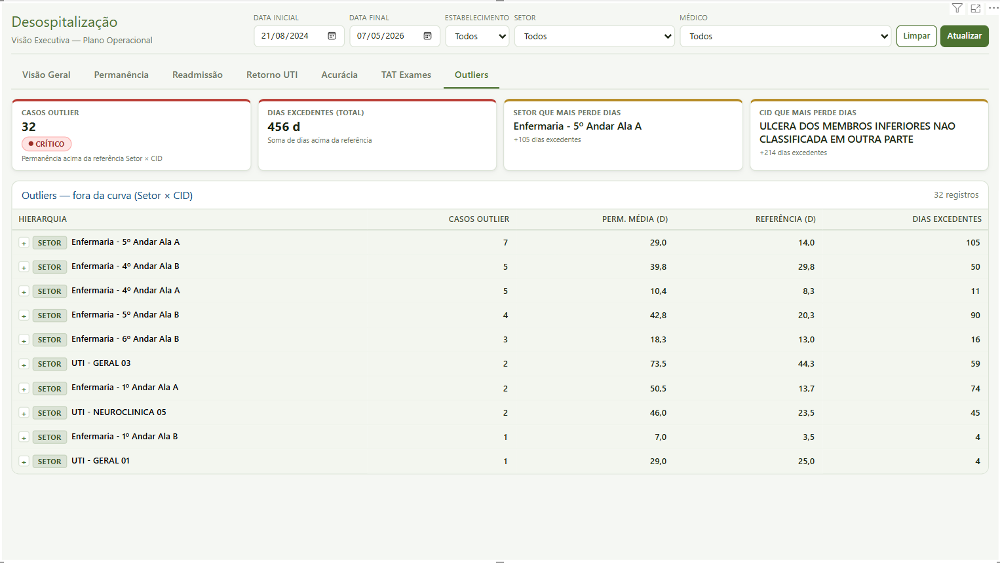 Desospitalização
Visão Executiva — Plano Operacional
DATA INICIAL
21/08/2024
DATA FINAL
07/05/2026
ESTABELECIMENTO
Todos
SETOR
Todos
MÉDICO
Todos
Limpar
Atualizar
Visão Geral
Permanência
Readmissão
Retorno UTI
Acurácia
TAT Exames
Outliers
CASOS OUTLIER
32
CRÍTICO
Permanência acima da referência Setor × CID
DIAS EXCEDENTES (TOTAL)
456 d
Soma de dias acima da referência
SETOR QUE MAIS PERDE DIAS
Enfermaria - 5º Andar Ala A
+105 dias excedentes
CID QUE MAIS PERDE DIAS
ULCERA DOS MEMBROS INFERIORES NAO
CLASSIFICADA EM OUTRA PARTE
+214 dias excedentes
Outliers — fora da curva (Setor × CID)
32 registros
HIERARQUIA CASOS OUTLIER PERM. MÉDIA (D) REFERÊNCIA (D) DIAS EXCEDENTES
+ SETOR Enfermaria - 5º Andar Ala A 7 29,0 14,0 105
+ SETOR Enfermaria - 4º Andar Ala B 5 39,8 29,8 50
+ SETOR Enfermaria - 4º Andar Ala A 5 10,4 8,3 11
+ SETOR Enfermaria - 5º Andar Ala B 4 42,8 20,3 90
+ SETOR Enfermaria - 6º Andar Ala B 3 18,3 13,0 16
+ SETOR UTI - GERAL 03 2 73,5 44,3 59
+ SETOR Enfermaria - 1º Andar Ala A 2 50,5 13,7 74
+ SETOR UTI - NEUROCLINICA 05 2 46,0 23,5 45
+ SETOR Enfermaria - 1º Andar Ala B 1 7,0 3,5 4
+ SETOR UTI - GERAL 01 1 29,0 25,0 4